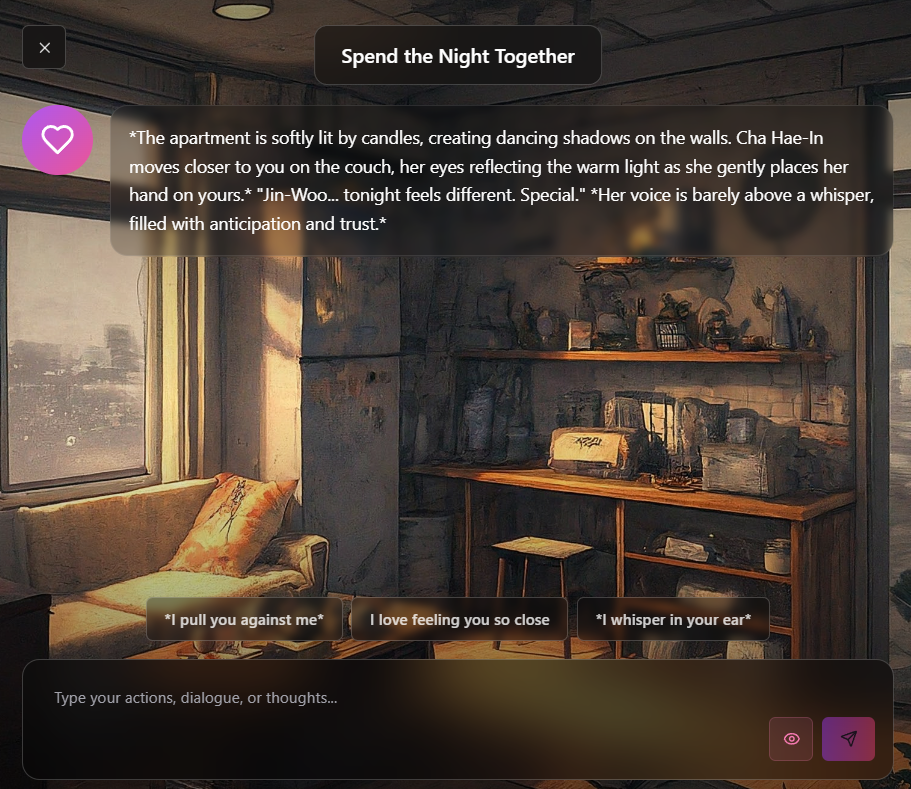 Spend the Night Together
*The apartment is softly lit by candles, creating dancing shadows on the walls. Cha Hae-In
moves closer to you on the couch, her eyes reflecting the warm light as she gently places her
hand on yours.* "Jin-Woo... tonight feels different. Special." *Her voice is barely above a whisper,
filled with anticipation and trust.*
*I pull you against me*
I love feeling you so close
*I whisper in your ear*
Type your actions, dialogue, or thoughts...